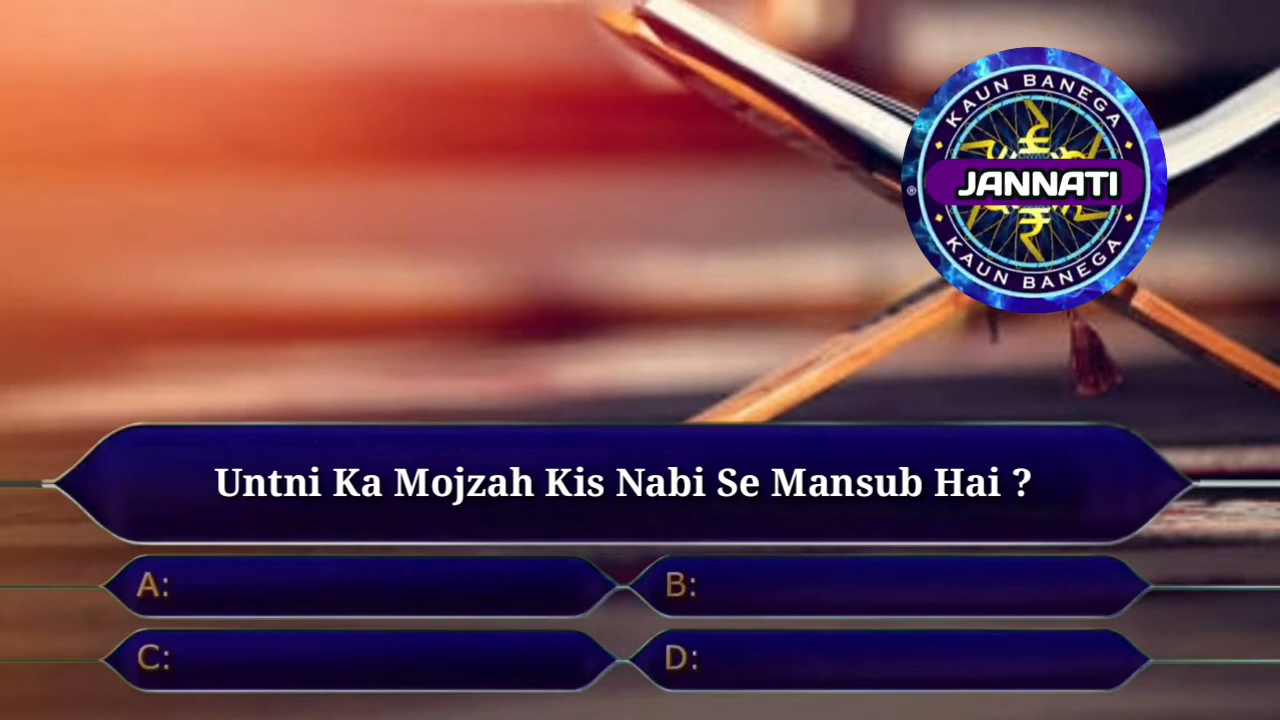 KAUN BANEGA
JANNATI
®
KAUN BANEGA
Untni Ka Mojzah Kis Nabi Se Mansub Hai ?
A:
B:
C:
D: